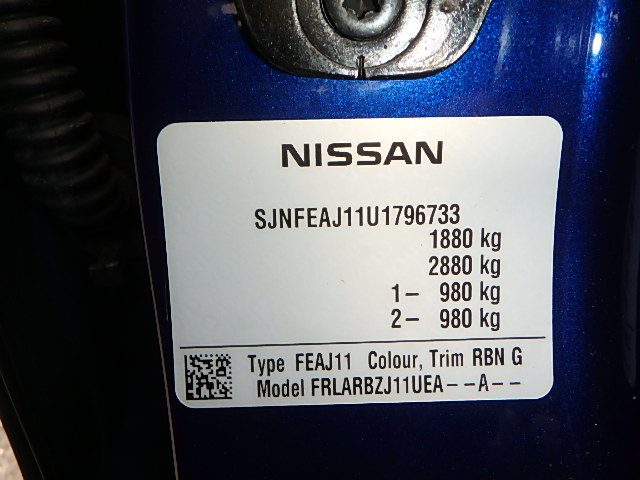 NISSAN
SJNFEAJ11U1796733
1880 kg
2880 kg
1- 980 kg
2- 980 kg
Type FEAJ11 Colour, Trim RBN G
Model FRLARBZJ11UEA--A--